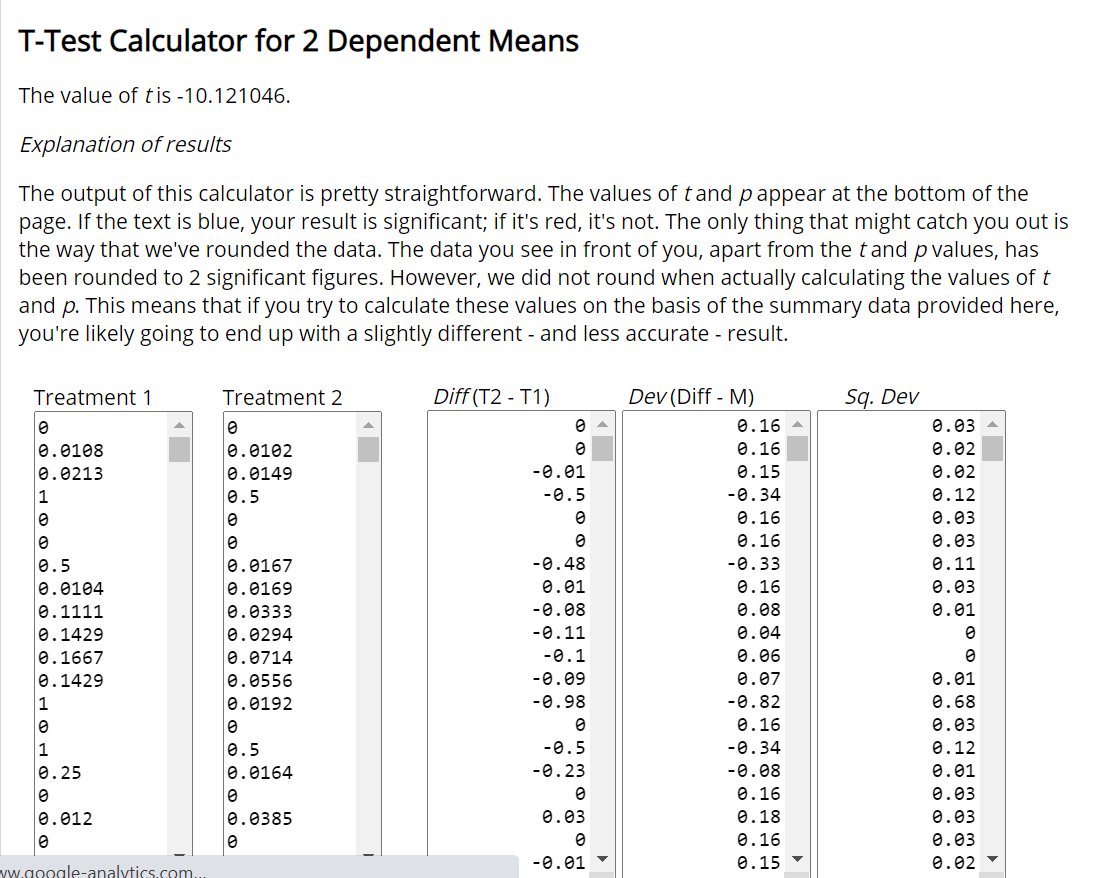 T-Test Calculator for 2 Dependent Means
The value of t is -10.121046.
Explanation of results
The output of this calculator is pretty straightforward. The values of t and p appear at the bottom of the
page. If the text is blue, your result is significant; if it's red, it's not. The only thing that might catch you out is
the way that we've rounded the data. The data you see in front of you, apart from the t and p values, has
been rounded to 2 significant figures. However, we did not round when actually calculating the values of t
and p. This means that if you try to calculate these values on the basis of the summary data provided here,
you're likely going to end up with a slightly different - and less accurate - result.
Treatment 1 Treatment 2 Diff (T2 - T1) Dev (Diff - M) Sq. Dev
0 0 0 0.16 0.03
0.0108 0.0102 0 0.16 0.02
0.0213 0.0149 -0.01 0.15 0.02
1 0.5 -0.5 -0.34 0.12
0 0 0 0.16 0.03
0 0 0 0.16 0.03
0.5 0.0167 -0.48 -0.33 0.11
0.0104 0.0169 0.01 0.16 0.03
0.1111 0.0333 -0.08 0.08 0.01
0.1429 0.0294 -0.11 0.04 0
0.1667 0.0714 -0.1 0.06 0
0.1429 0.0556 -0.09 0.07 0.01
1 0.0192 -0.98 -0.82 0.68
0 0 0 0.16 0.03
1 0.5 -0.5 -0.34 0.12
0.25 0.0164 -0.23 -0.08 0.01
0 0 0 0.16 0.03
0.012 0.0385 0.03 0.18 0.03
0 0 0 0.16 0.03
-0.01 0.15 0.02
ww.google-analytics.com...